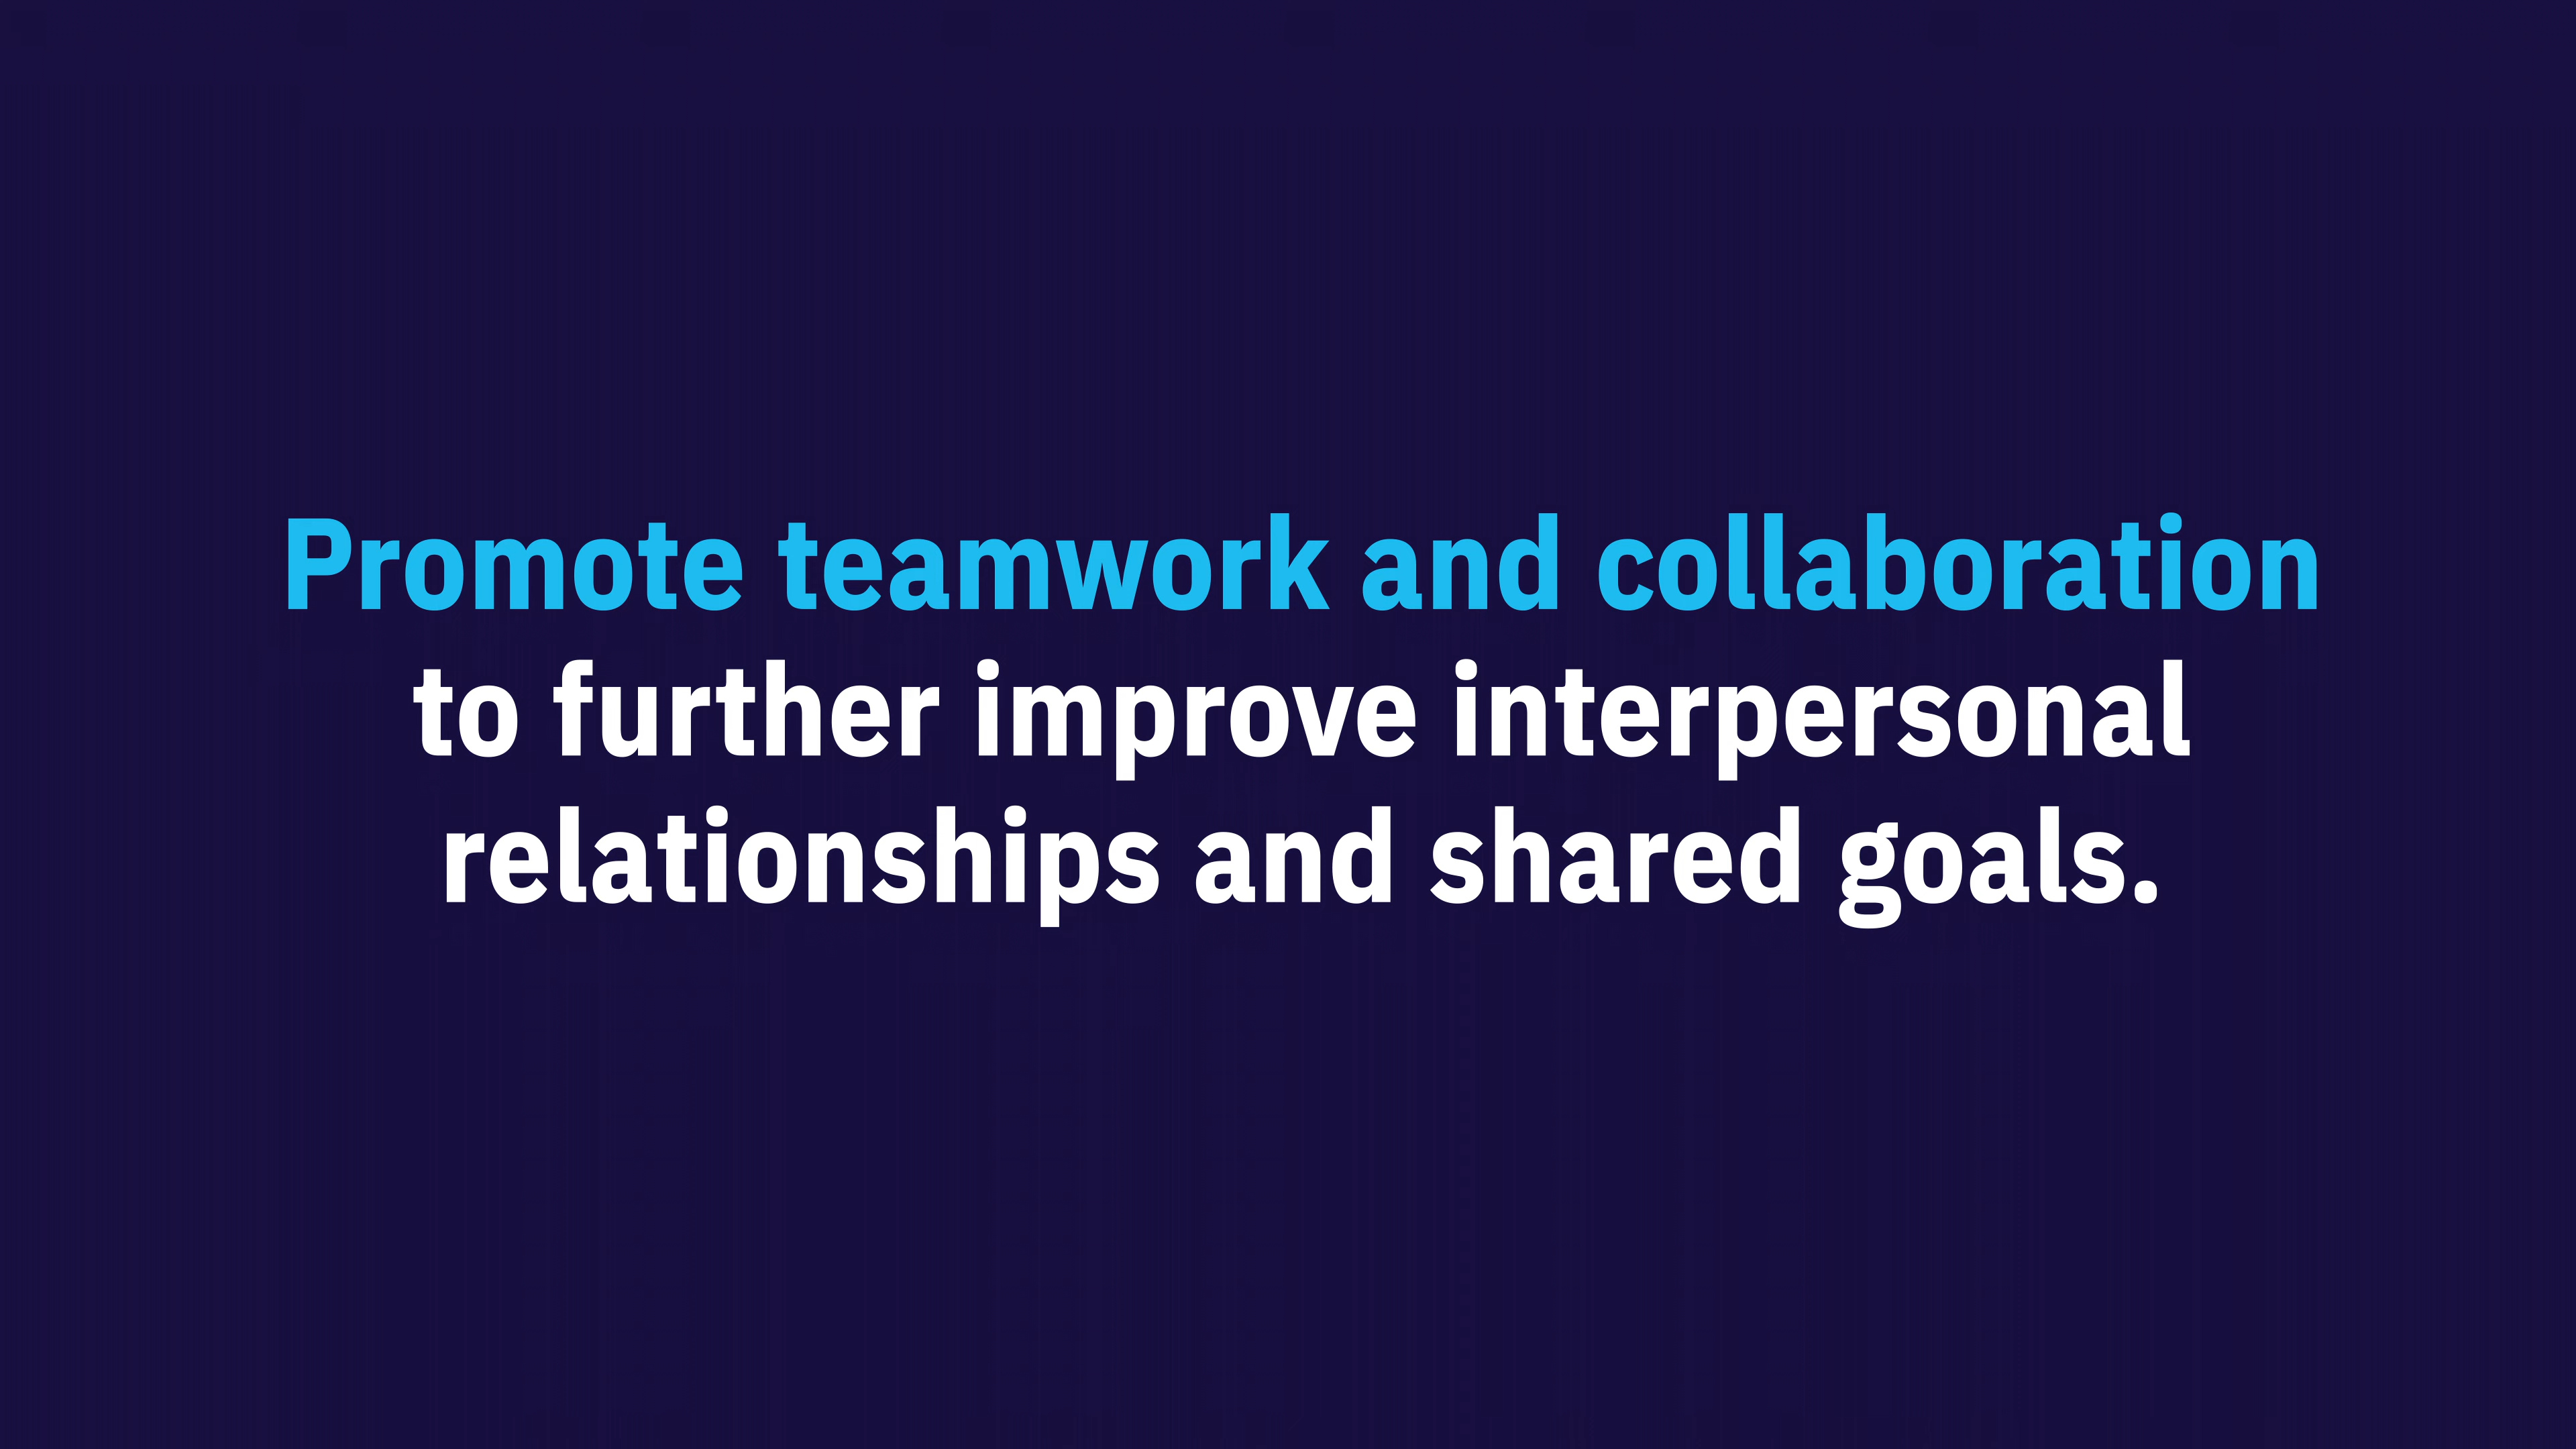 Promote teamwork and collaboration
to further improve interpersonal
relationships and shared goals.